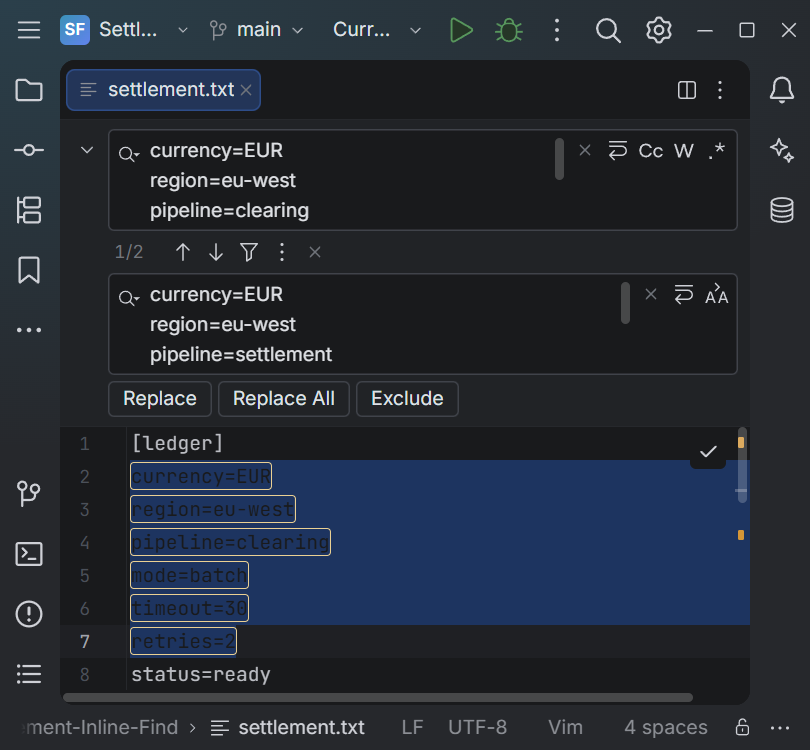 SF Settl... main Curr...
settlement.txt
currency=EUR
region=eu-west
pipeline=clearing
Cc W .*
1/2
currency=EUR
region=eu-west
pipeline=settlement
Replace Replace All Exclude
1 [ledger]
2 currency=EUR
3 region=eu-west
4 pipeline=clearing
5 mode=batch
6 timeout=30
7 retries=2
8 status=ready
ment-Inline-Find › settlement.txt LF UTF-8 Vim 4 spaces